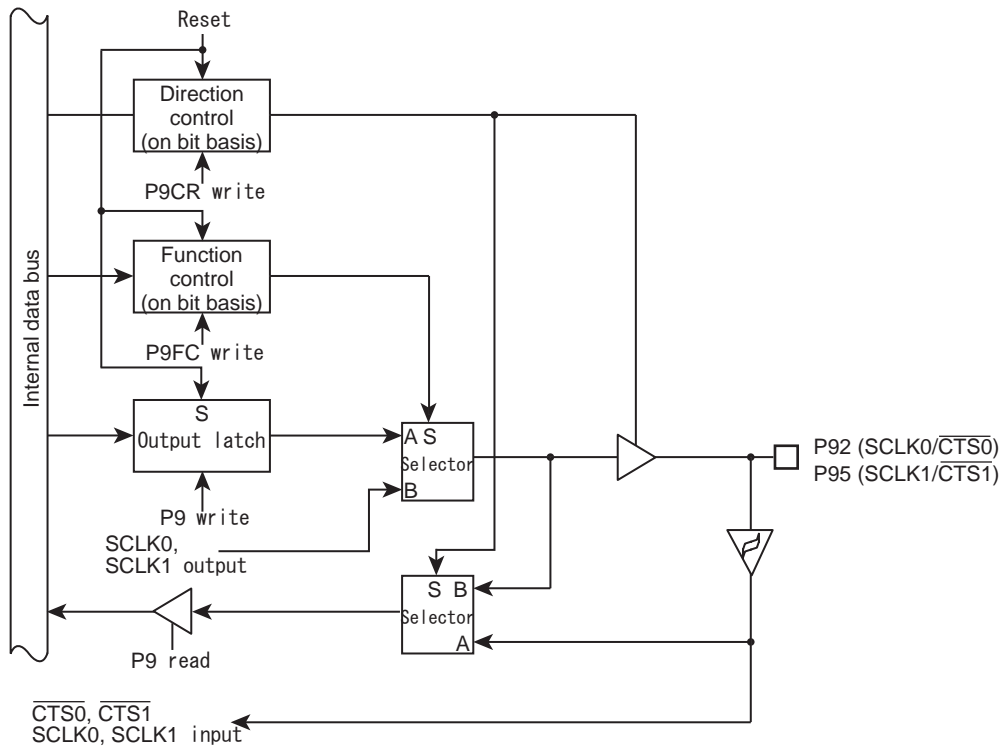 Reset
Internal data bus
Direction
control
(on bit basis)
P9CR write
Function
control
(on bit basis)
P9FC write
S
Output latch
P9 write
A S
Selector
B
SCLK0,
SCLK1 output
P92 (SCLK0/CTS0)
P95 (SCLK1/CTS1)
S B
Selector
A
P9 read
CTS0, CTS1
SCLK0, SCLK1 input